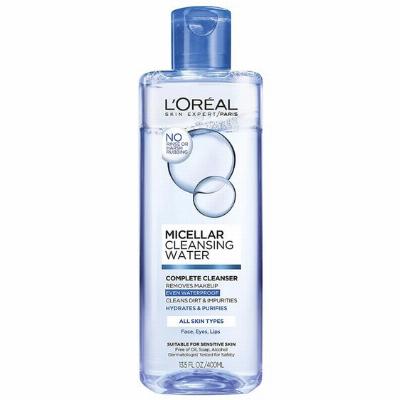 L'ORÉAL
SKIN EXPERT/PARIS
NO
RINSE OR
HARSH
RUBBING
MICELLAR
CLEANSING
WATER
COMPLETE CLEANSER
REMOVES MAKEUP
EVEN WATERPROOF
CLEANS DIRT & IMPURITIES
HYDRATES & PURIFIES
ALL SKIN TYPES
Face, Eyes, Lips
SUITABLE FOR SENSITIVE SKIN
Free of Oil, Soap, Alcohol
Dermatologist Tested for Safety
13.5 FL OZ/400ML